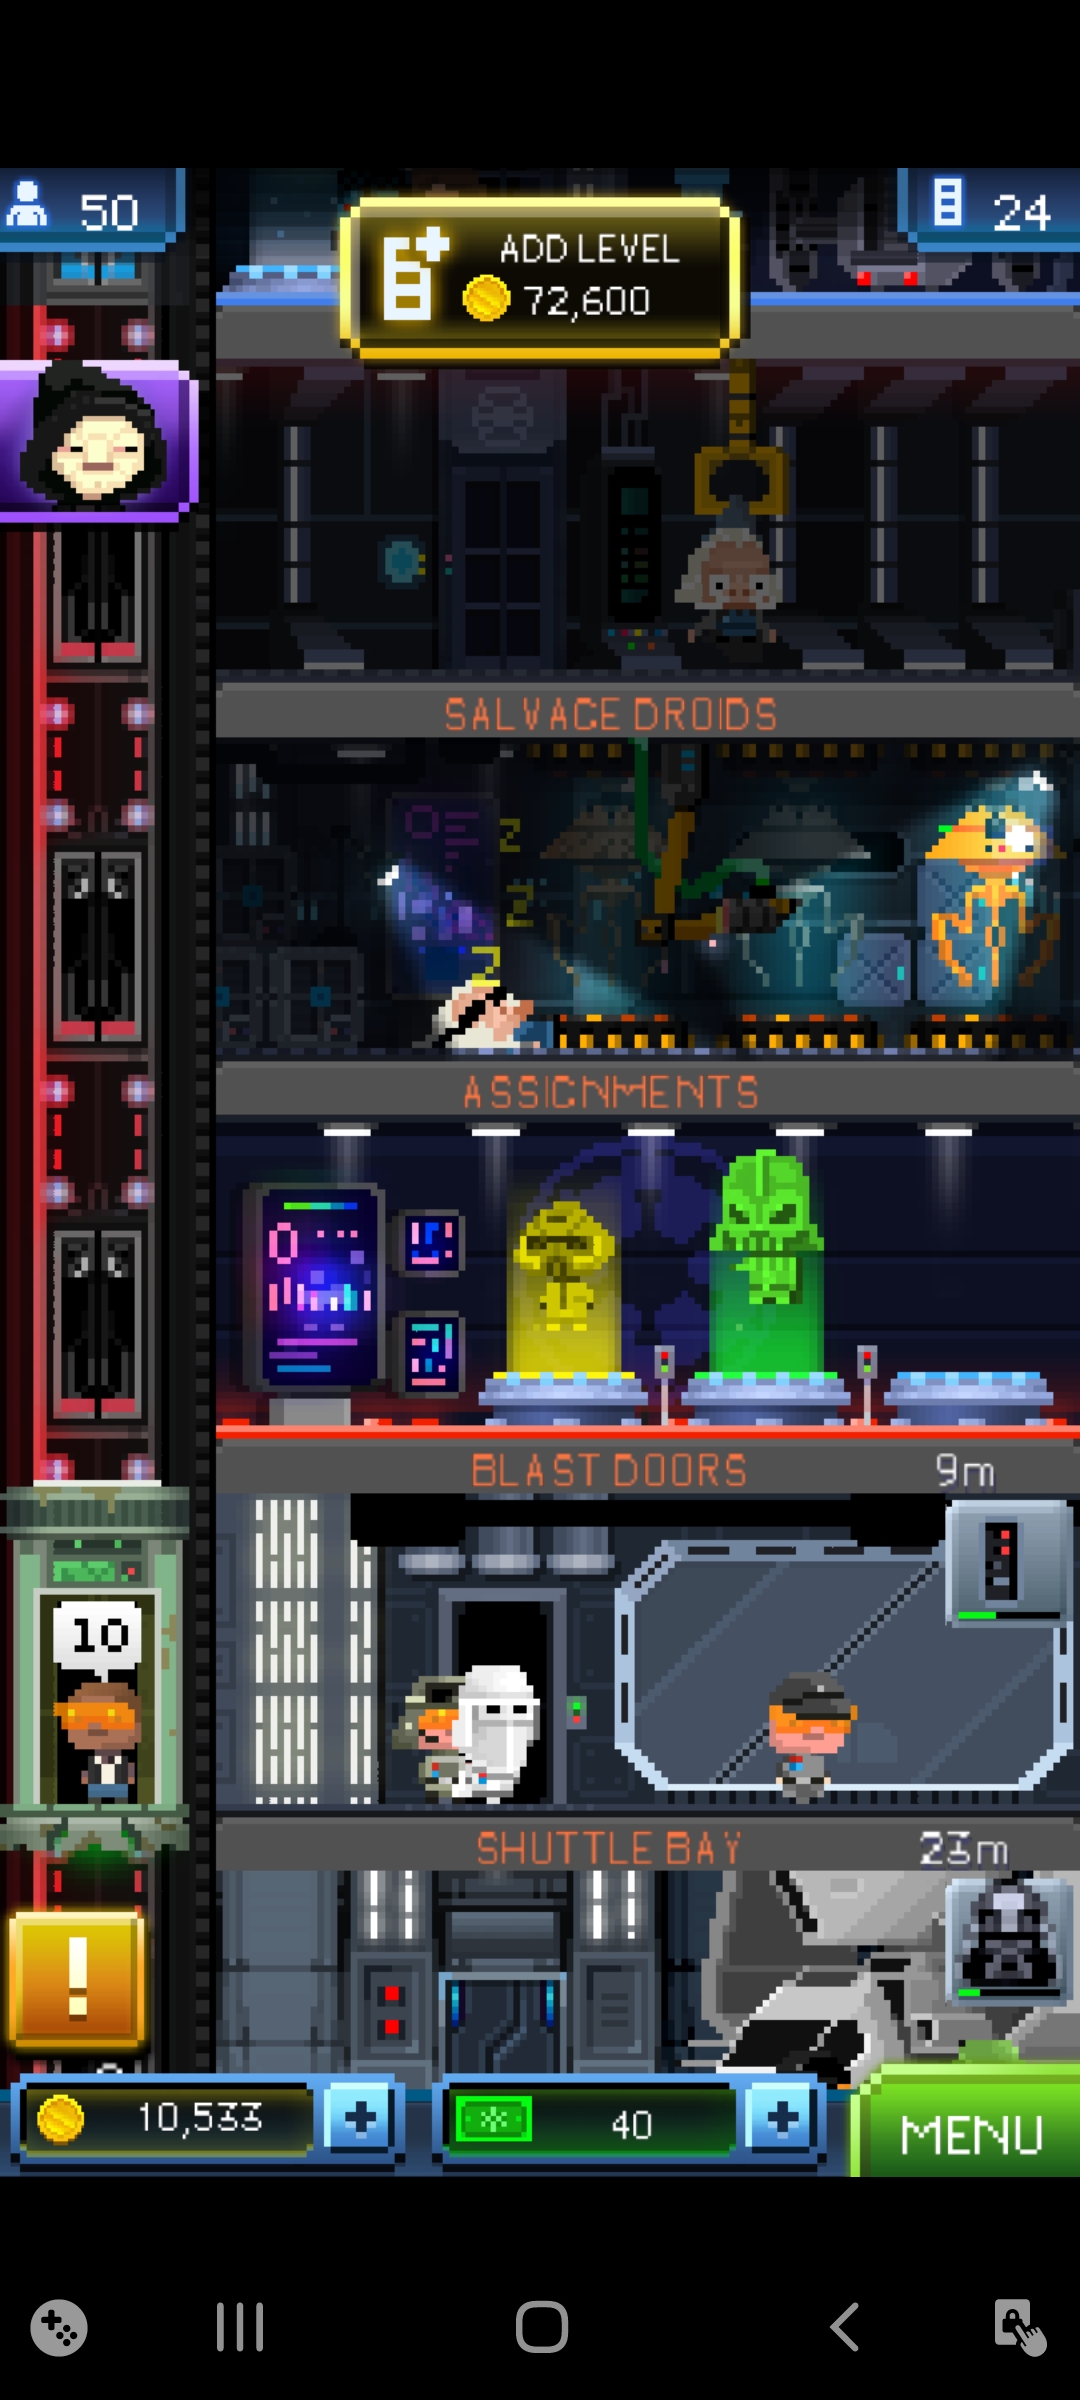 50
24
ADD LEVEL
72,600
SALVAGE DROIDS
Z
Z
Z
ASSIGNMENTS
BLAST DOORS 9m
10
SHUTTLE BAY 23m
!
10,533 +
40 +
MENU